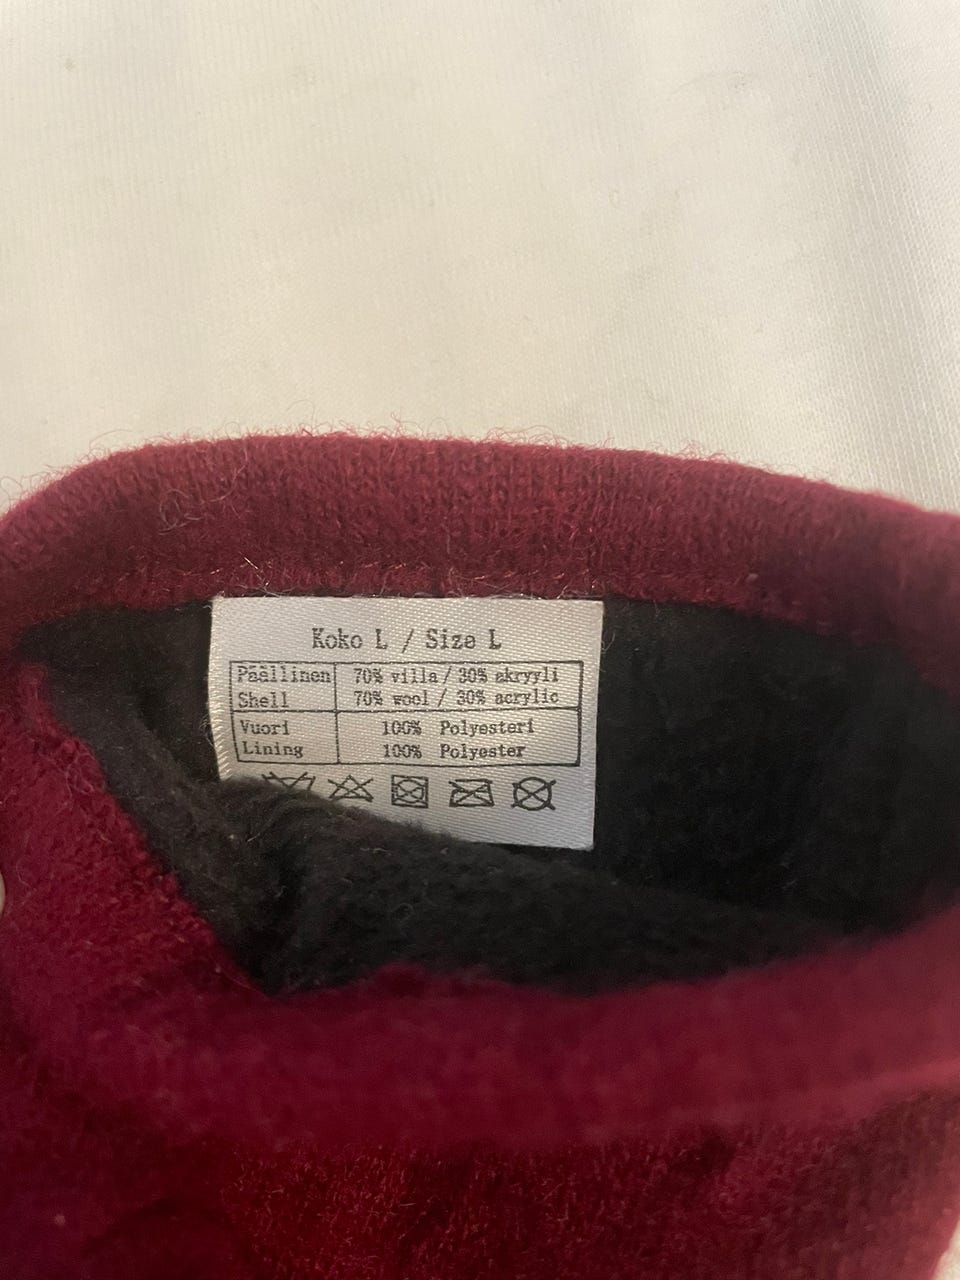 Koko L / Size L
Päällinen 70% villa / 30% akryyli
Shell 70% wool / 30% acrylic
Vuori 100% Polyesteri
Lining 100% Polyester